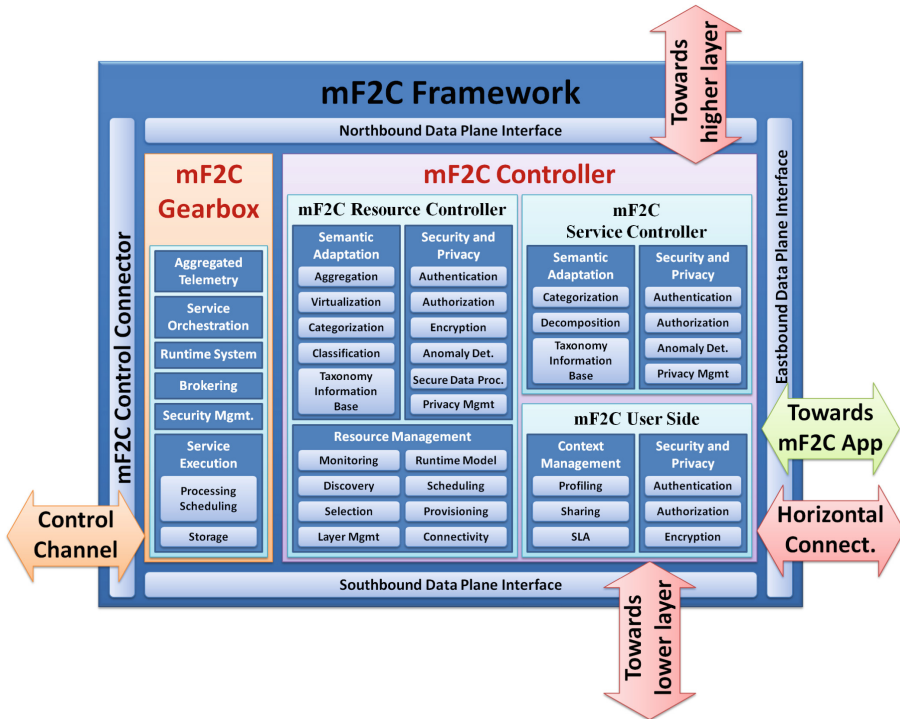 Towards
higher layer
mF2C Framework
Northbound Data Plane Interface
mF2C Control Connector
Eastbound Data Plane Interface
mF2C
Gearbox
Aggregated
Telemetry
Service
Orchestration
Runtime System
Brokering
Security Mgmt.
Service
Execution
Processing
Scheduling
Storage
mF2C Controller
mF2C Resource Controller
Semantic
Adaptation
Aggregation
Virtualization
Categorization
Classification
Taxonomy
Information
Base
Security and
Privacy
Authentication
Authorization
Encryption
Anomaly Det.
Secure Data Proc.
Privacy Mgmt
Resource Management
Monitoring
Runtime Model
Discovery
Scheduling
Selection
Provisioning
Layer Mgmt
Connectivity
mF2C
Service Controller
Semantic
Adaptation
Categorization
Decomposition
Taxonomy
Information
Base
Security and
Privacy
Authentication
Authorization
Anomaly Det.
Privacy Mgmt
mF2C User Side
Context
Management
Profiling
Sharing
SLA
Security and
Privacy
Authentication
Authorization
Encryption
Towards
mF2C App
Control
Channel
Horizontal
Connect.
Southbound Data Plane Interface
Towards
lower layer